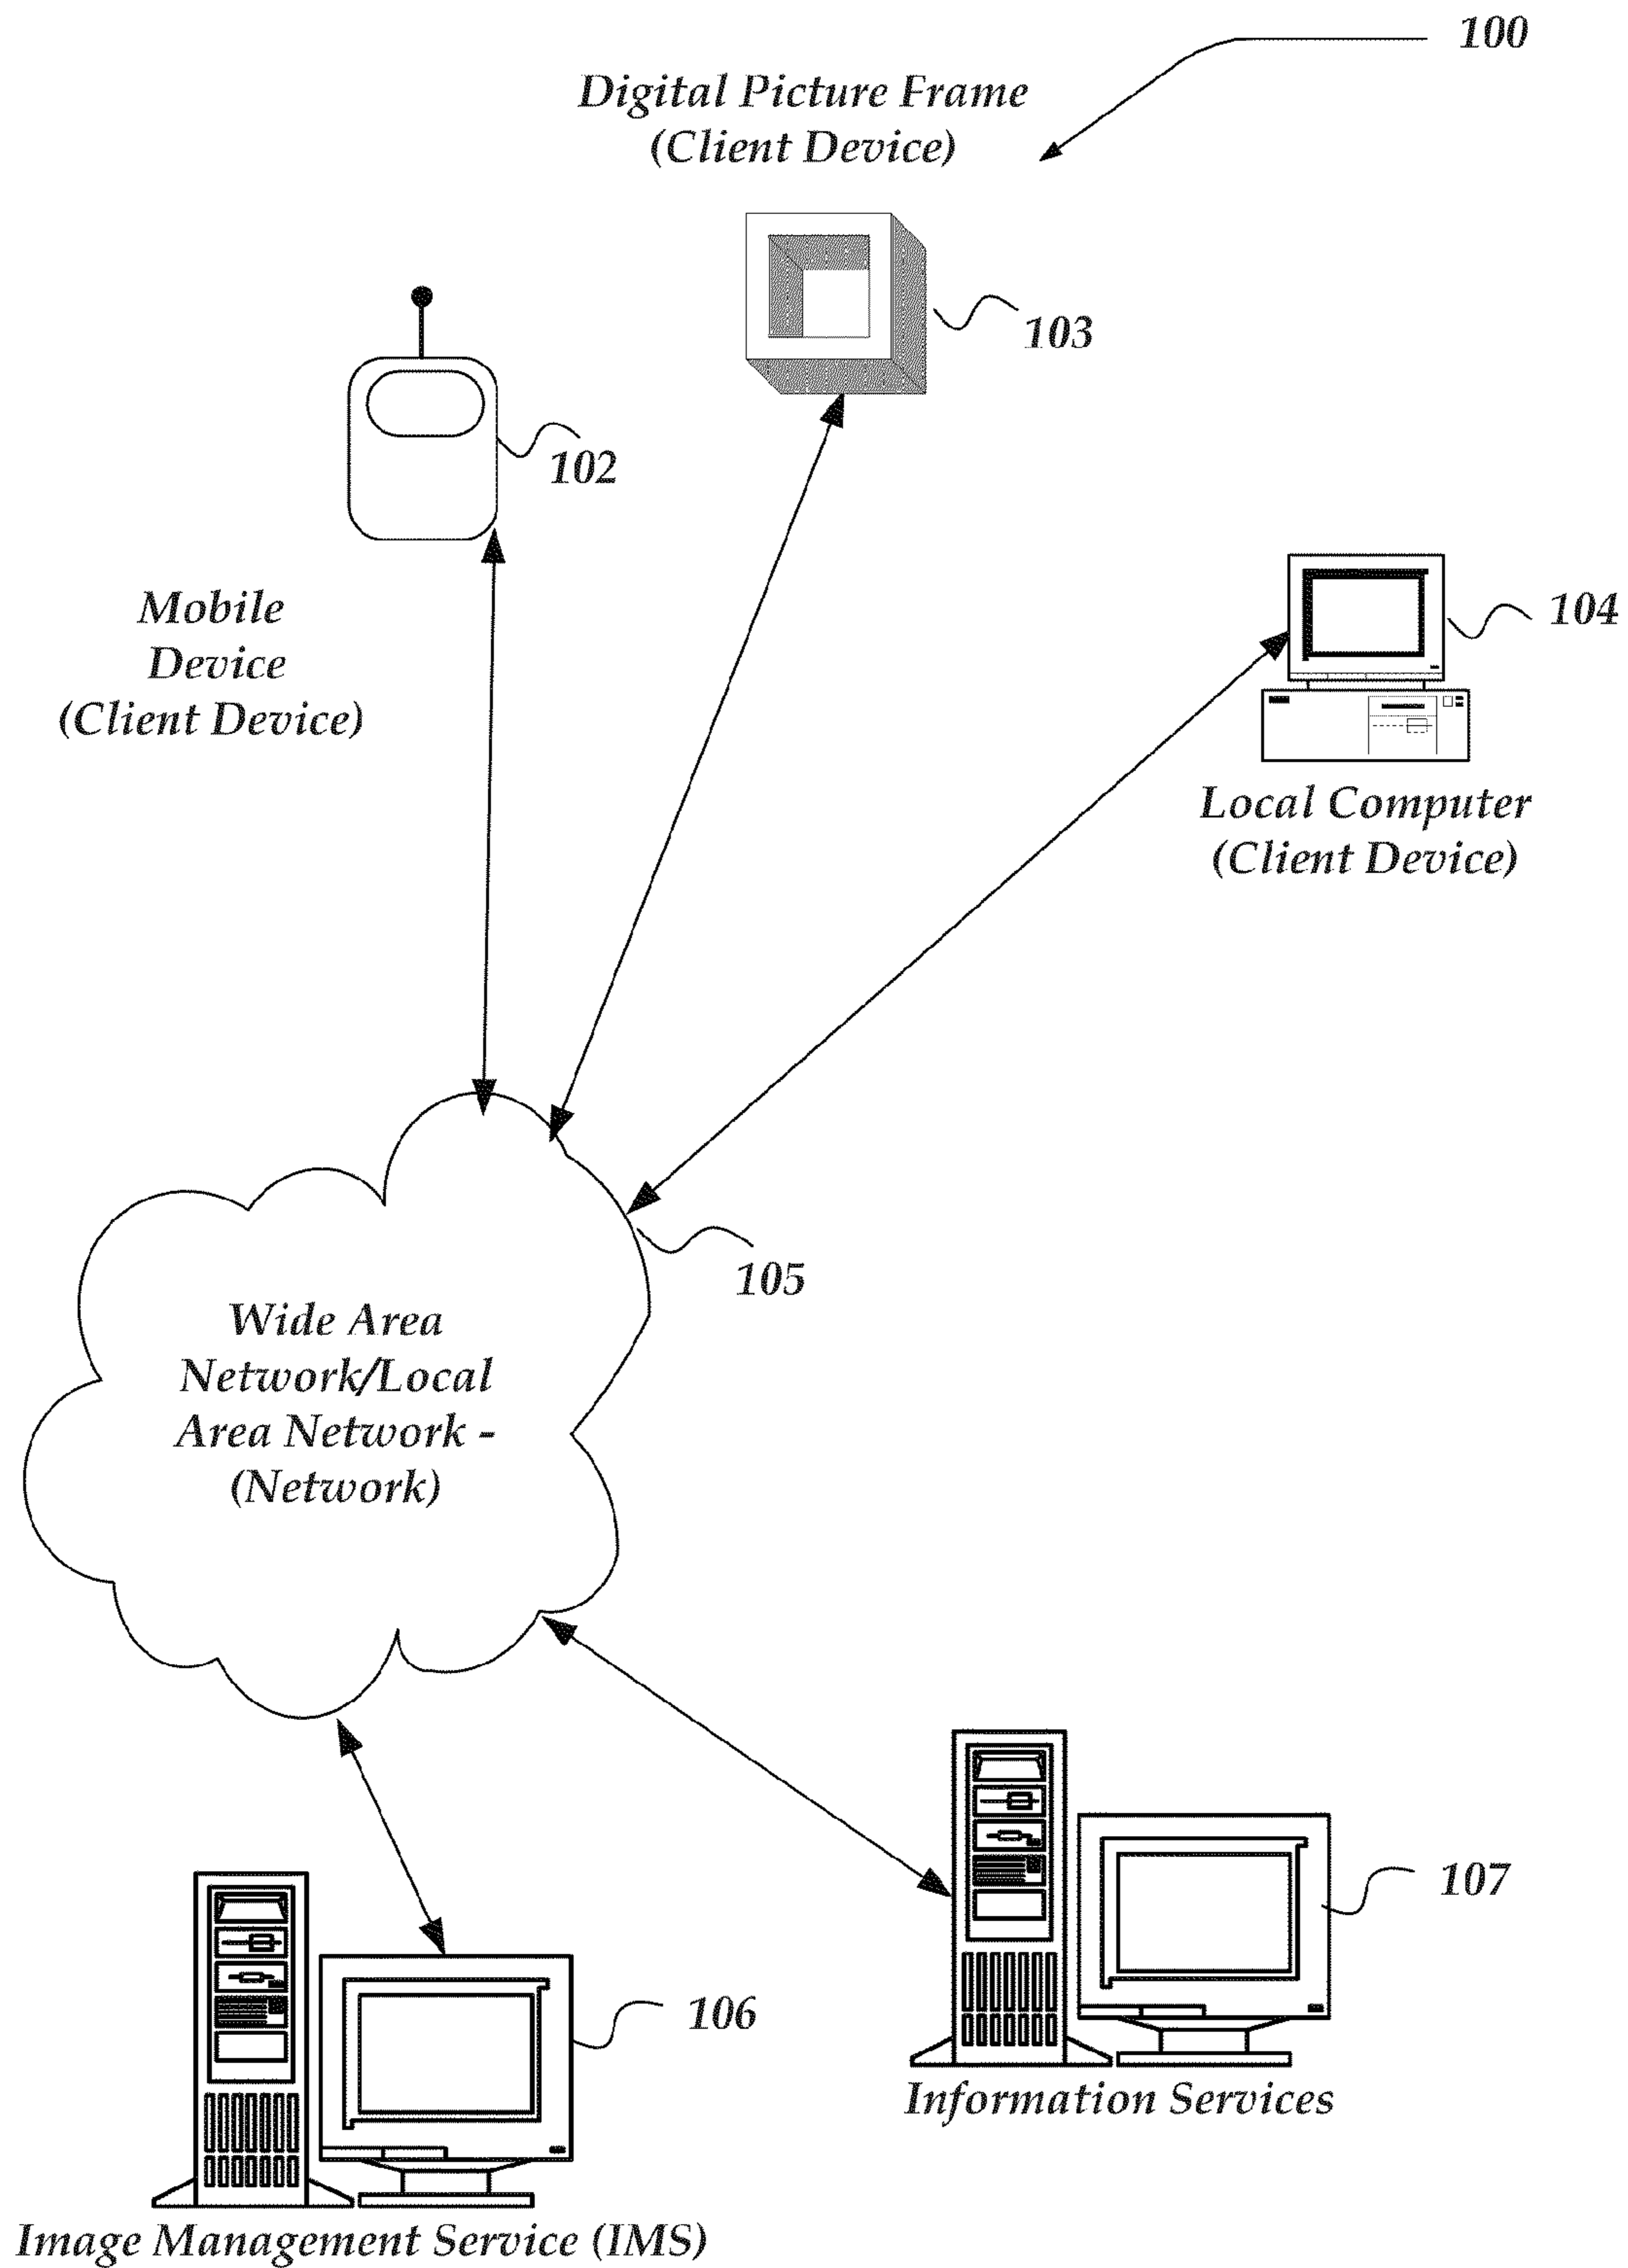 100
Digital Picture Frame
(Client Device)
103
102
Mobile
Device
(Client Device)
104
Local Computer
(Client Device)
105
Wide Area
Network/Local
Area Network -
(Network)
107
106
Information Services
Image Management Service (IMS)